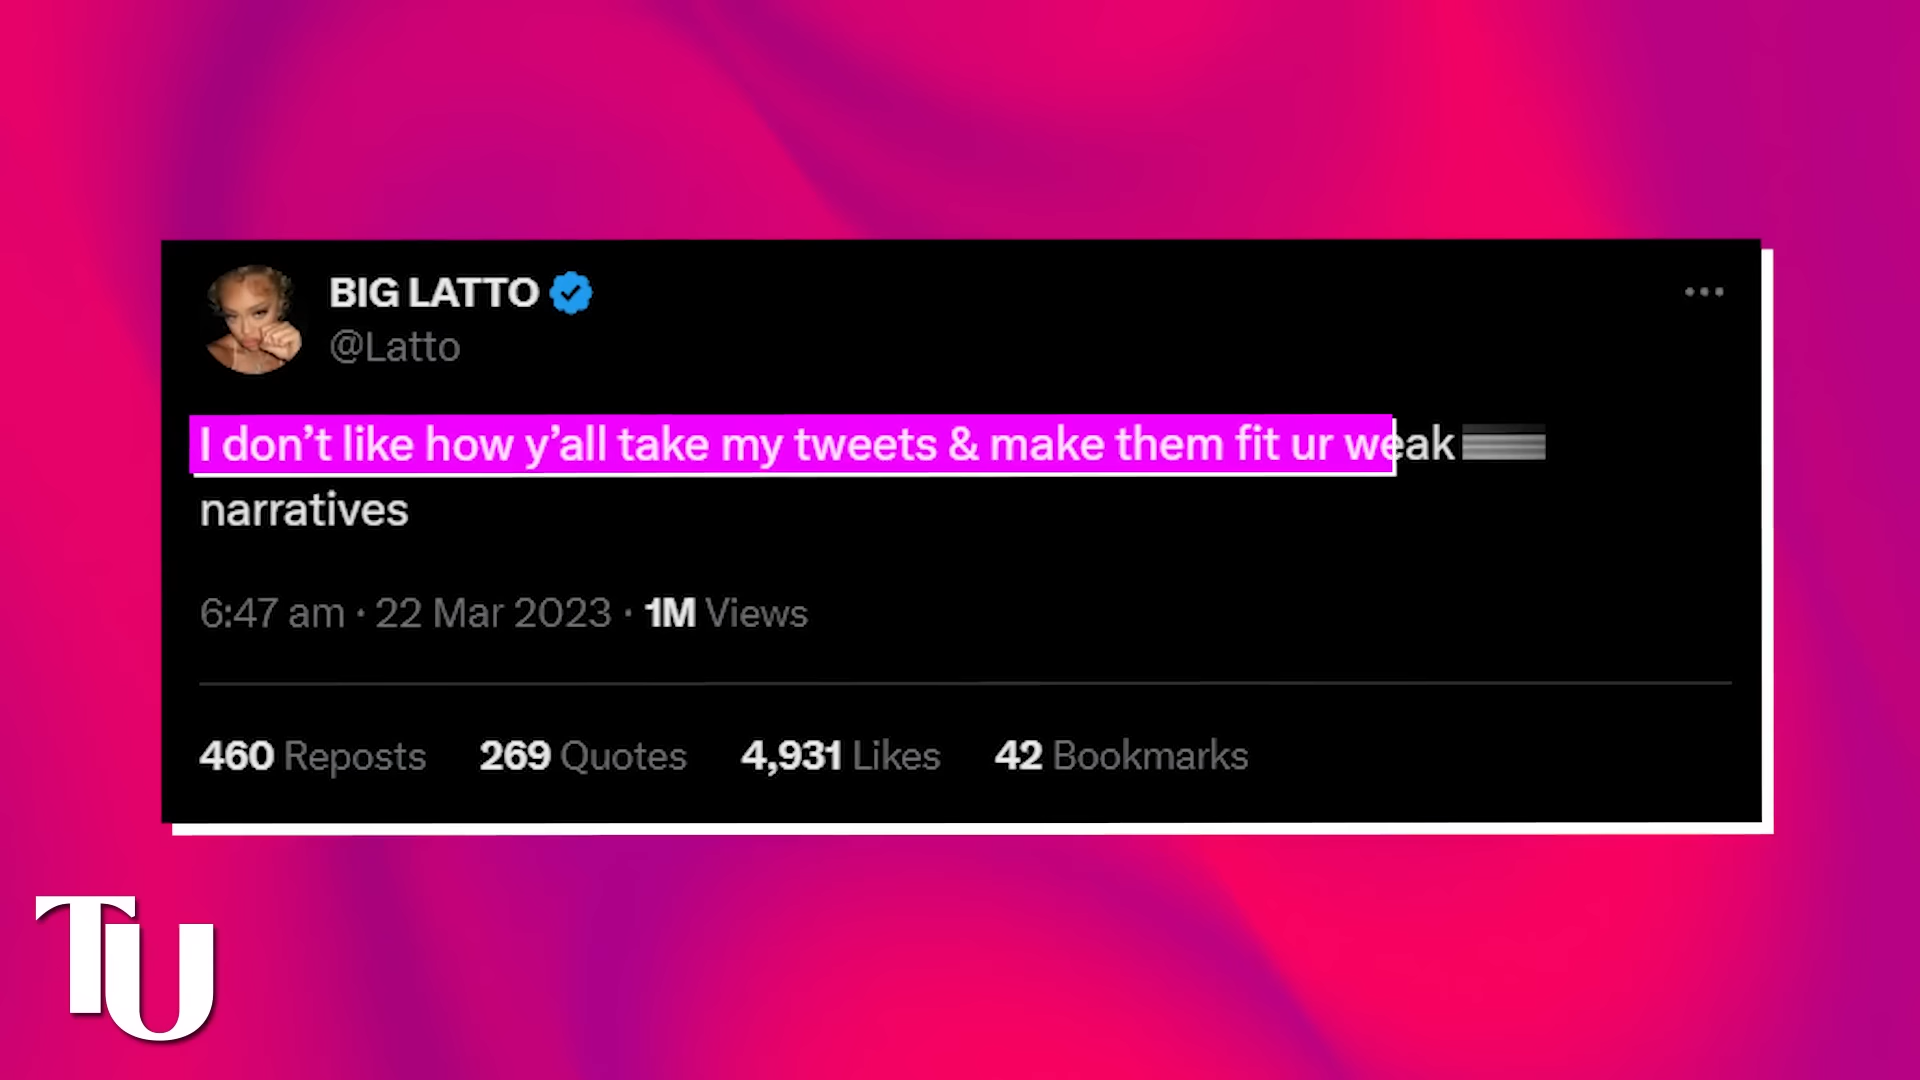 BIG LATTO
@Latto
I don’t like how y’all take my tweets & make them fit ur weak
narratives
6:47 am · 22 Mar 2023 · 1M Views
460 Reposts 269 Quotes 4,931 Likes 42 Bookmarks
TU